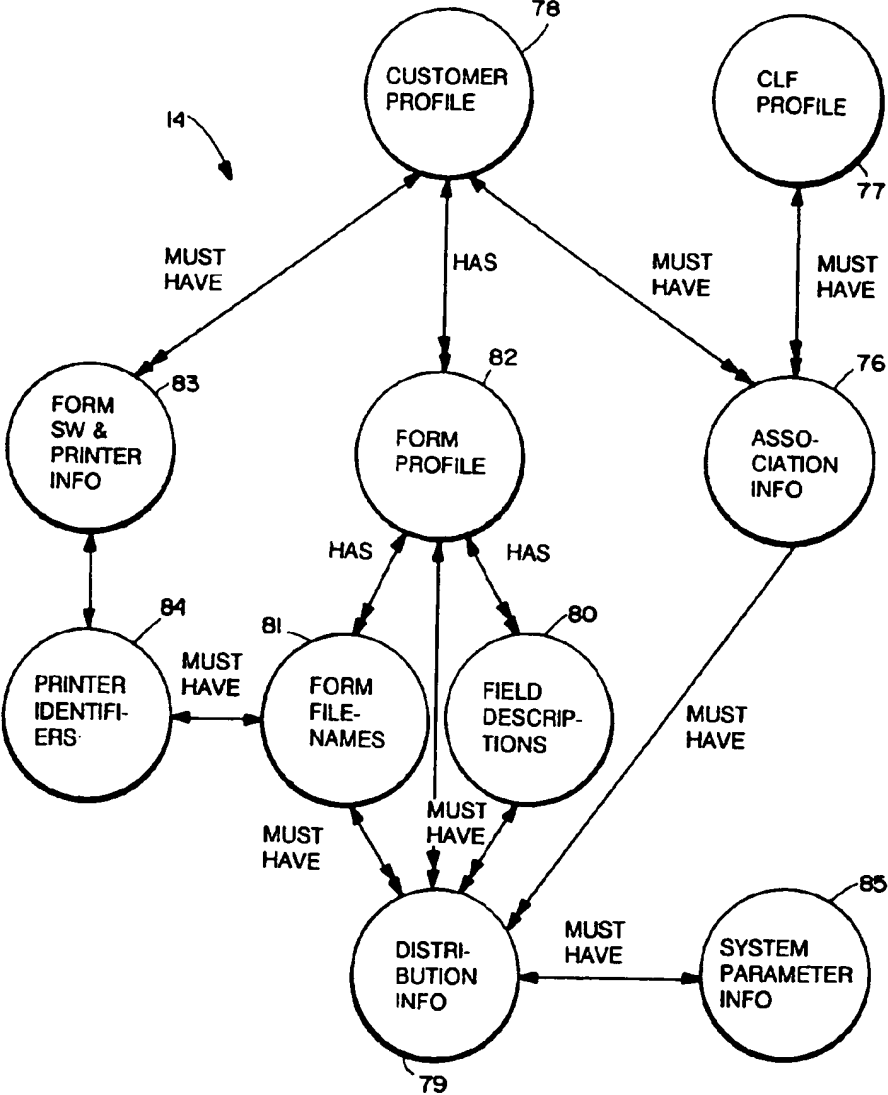 78
CUSTOMER
PROFILE
CLF
PROFILE
77
14
MUST
HAVE
HAS
MUST
HAVE
MUST
HAVE
83
FORM
SW &
PRINTER
INFO
82
FORM
PROFILE
76
ASSO-
CIATION
INFO
HAS
HAS
84
PRINTER
IDENTIFI-
ERS
MUST
HAVE
81
FORM
FILE-
NAMES
80
FIELD
DESCRIP-
TIONS
MUST
HAVE
MUST
HAVE
MUST
HAVE
DISTRI-
BUTION
INFO
79
MUST
HAVE
85
SYSTEM
PARAMETER
INFO